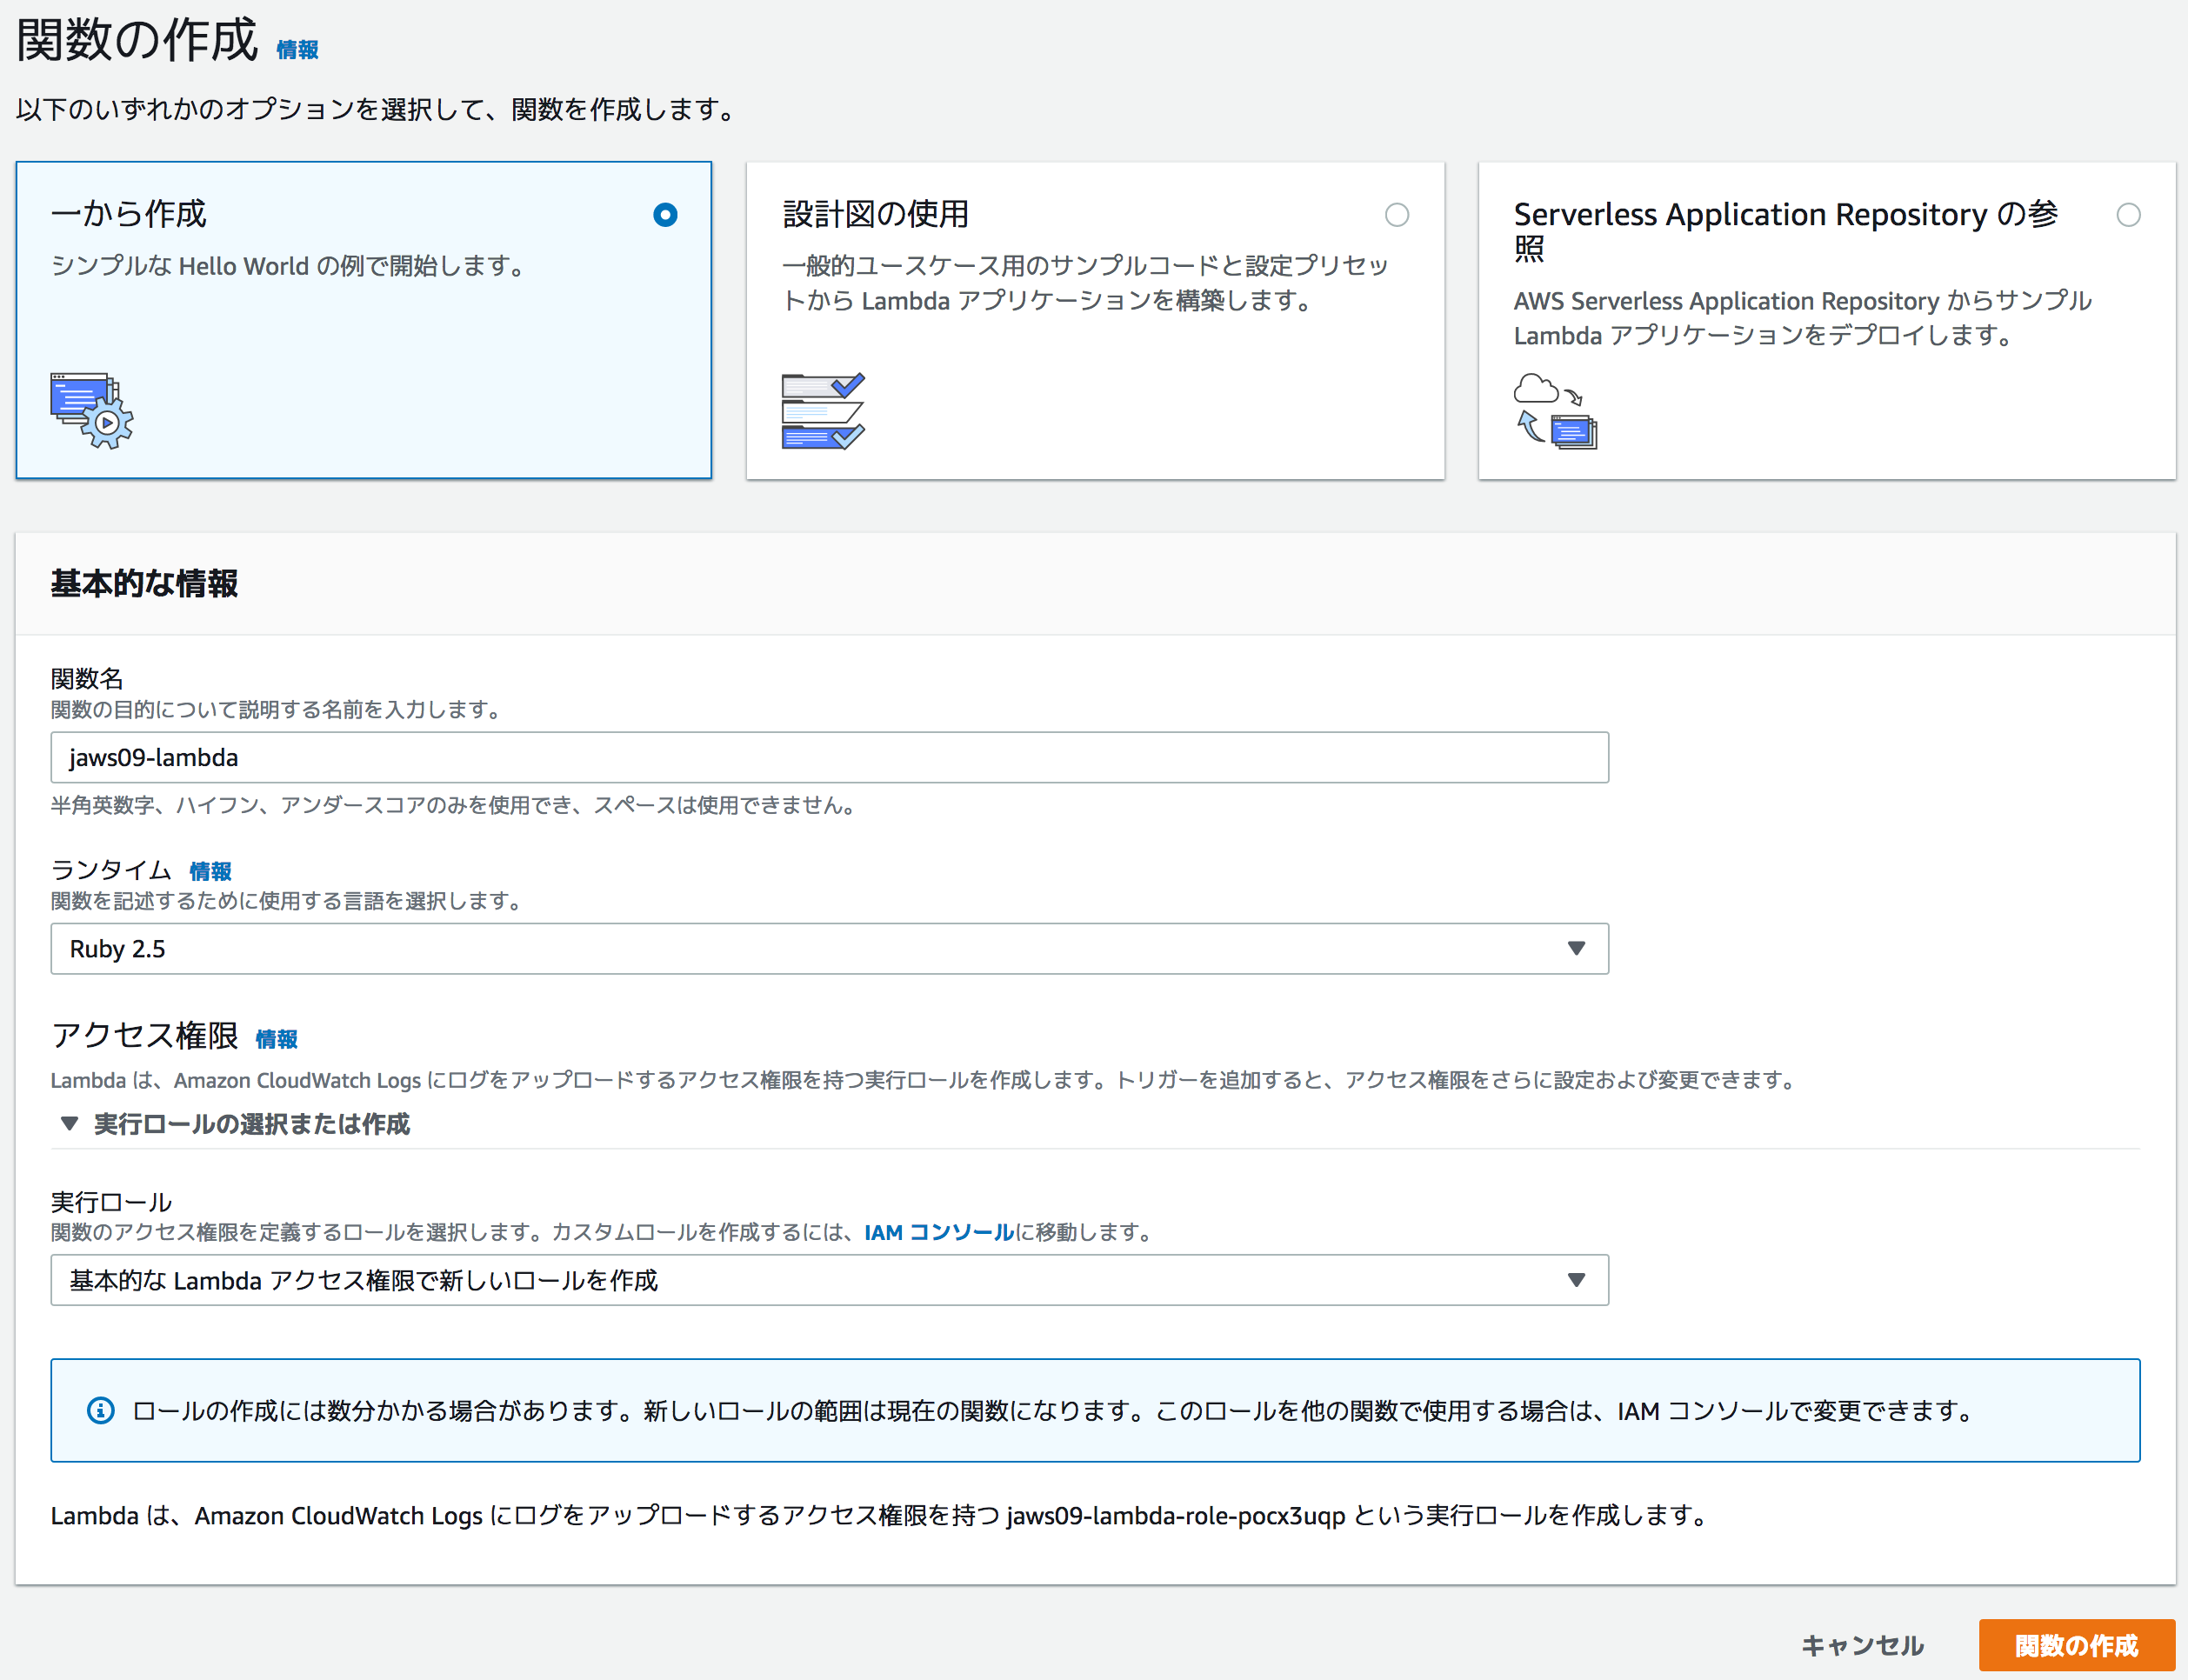 関数の作成 情報
以下のいずれかのオプションを選択して、関数を作成します。
一から作成
シンプルな Hello World の例で開始します。
設計図の使用
一般的ユースケース用のサンプルコードと設定プリセッ
トから Lambda アプリケーションを構築します。
Serverless Application Repository の参
照
AWS Serverless Application Repository からサンプル
Lambda アプリケーションをデプロイします。
基本的な情報
関数名
関数の目的について説明する名前を入力します。
jaws09-lambda
半角英数字、ハイフン、アンダースコアのみを使用でき、スペースは使用できません。
ランタイム 情報
関数を記述するために使用する言語を選択します。
Ruby 2.5
アクセス権限 情報
Lambda は、Amazon CloudWatch Logs にログをアップロードするアクセス権限を持つ実行ロールを作成します。トリガーを追加すると、アクセス権限をさらに設定および変更できます。
▼ 実行ロールの選択または作成
実行ロール
関数のアクセス権限を定義するロールを選択します。カスタムロールを作成するには、IAM コンソールに移動します。
基本的な Lambda アクセス権限で新しいロールを作成
ロールの作成には数分かかる場合があります。新しいロールの範囲は現在の関数になります。このロールを他の関数で使用する場合は、IAM コンソールで変更できます。
Lambda は、Amazon CloudWatch Logs にログをアップロードするアクセス権限を持つ jaws09-lambda-role-pocx3uqp という実行ロールを作成します。
キャンセル
関数の作成